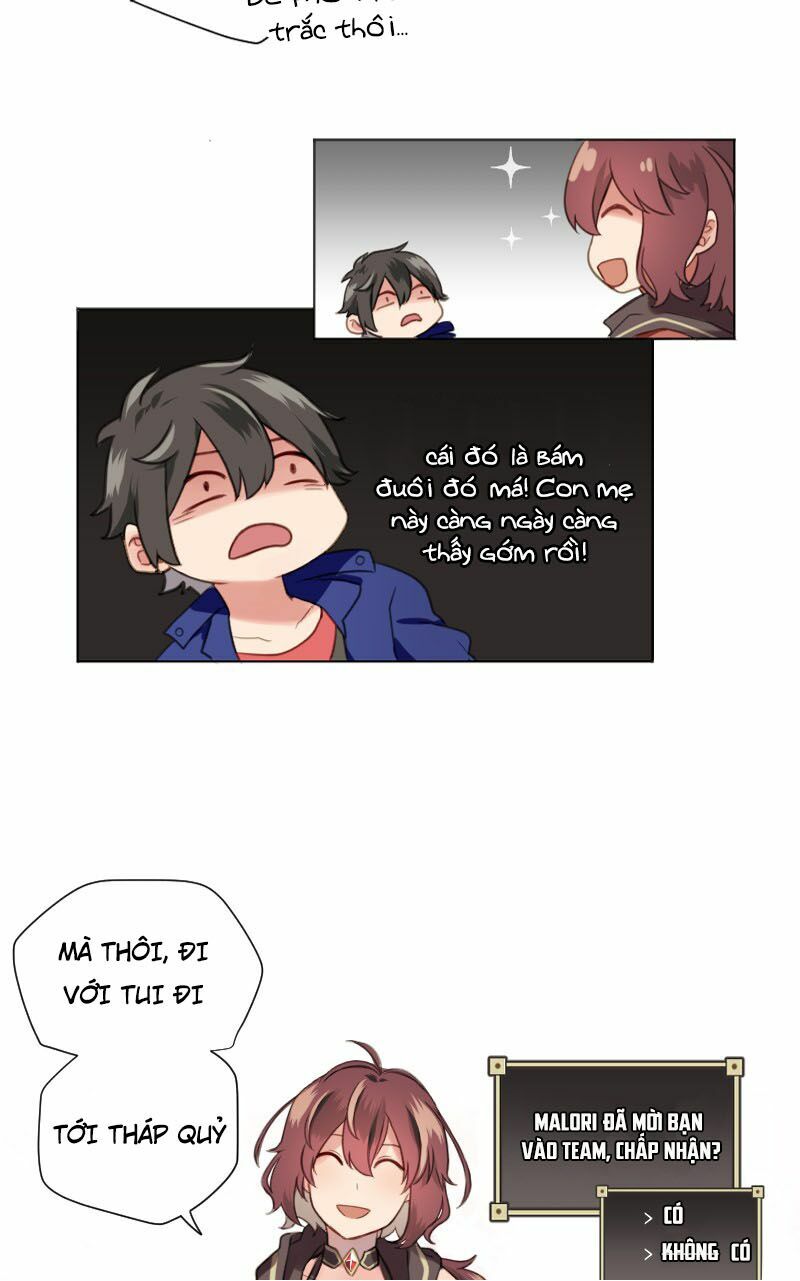 trắc thôi...
cái đó là bám
đuôi đó má! Con mẹ
này càng ngày càng
thấy gớm rồi!
MÀ THÔI, ĐI
VỚI TUI ĐI
TỚI THÁP QUỶ
MALORI ĐÃ MỜI BẠN
VÀO TEAM, CHẤP NHẬN?
> CÓ
> KHÔNG CÓ